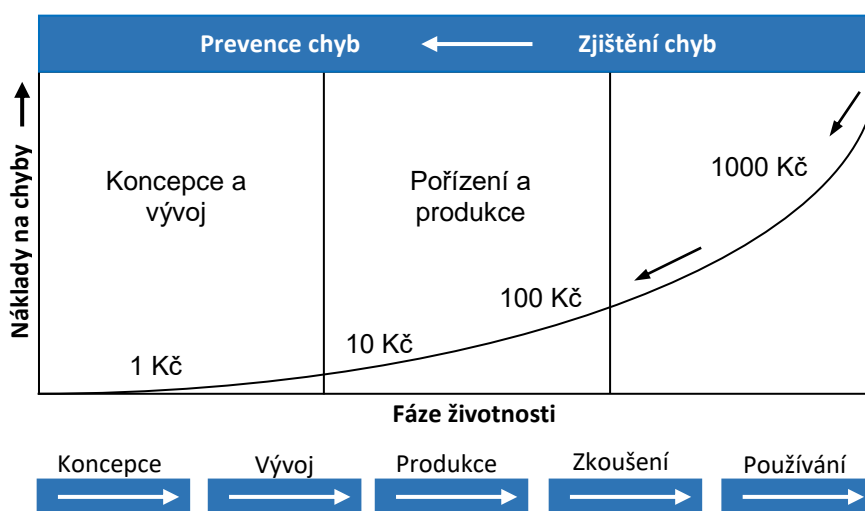 Prevence chyb
Zjištění chyb
Náklady na chyby
Koncepce a
vývoj
Pořízení a
produkce
1000 Kč
100 Kč
10 Kč
1 Kč
Fáze životnosti
Koncepce
Vývoj
Produkce
Zkoušení
Používání